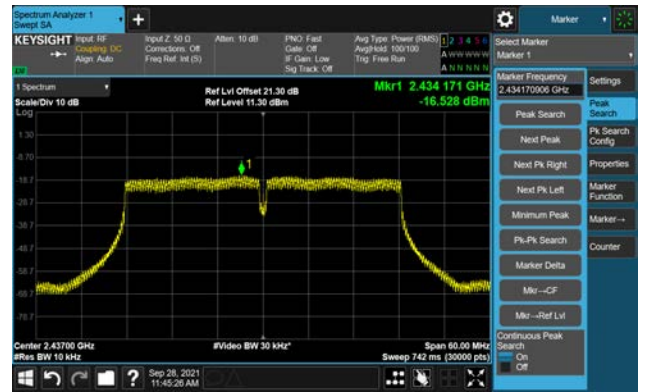 Spectrum Analyzer 1
Swept SA
+
Marker
KEYSIGHT
Input: RF
Coupling: DC
Align: Auto
Input Z: 50 Ω
Corrections: Off
Freq Ref: Int (S)
Atten: 10 dB
PNO: Fast
Gate: Off
IF Gain: Low
Sig Track: Off
Avg Type: Power (RMS)
Avg|Hold: 100/100
Trig: Free Run
1 2 3 4 5 6
A W W W W W
A N N N N N
Select Marker
Marker 1
1 Spectrum
Scale/Div 10 dB
Log
Ref Lvl Offset 21.30 dB
Ref Level 11.30 dBm
Mkr1 2.434 171 GHz
-16.528 dBm
1.30
-8.70
-18.7
-28.7
-38.7
-48.7
-58.7
-68.7
-78.7
1
Center 2.43700 GHz
#Res BW 10 kHz
#Video BW 30 kHz*
Span 60.00 MHz
Sweep 742 ms (30000 pts)
Marker Frequency
2.434170906 GHz
Peak Search
Next Peak
Next Pk Right
Next Pk Left
Minimum Peak
Pk-Pk Search
Marker Delta
Mkr→CF
Mkr→Ref Lvl
Continuous Peak
Search
On
Off
Settings
Peak
Search
Pk Search
Config
Properties
Marker
Function
Marker→
Counter
?
Sep 28, 2021
11:45:26 AM